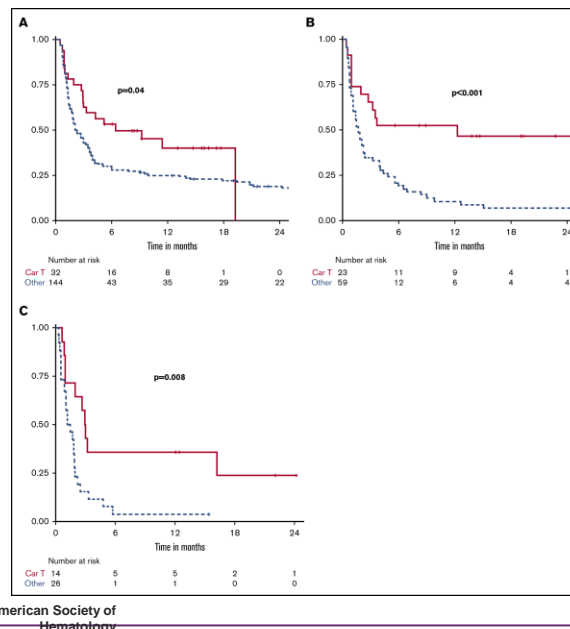 A
1.00
0.75
0.50
0.25
0.00
p=0.04
0 6 12 18 24
Time in months
Number at risk
Car T 32 16 8 1 0
Other 144 43 35 29 22
B
1.00
0.75
0.50
0.25
0.00
p<0.001
0 6 12 18 24
Time in months
Number at risk
Car T 23 11 9 4 1
Other 59 12 6 4 4
C
1.00
0.75
0.50
0.25
0.00
p=0.008
0 6 12 18 24
Time in months
Number at risk
Car T 14 5 5 2 1
Other 26 1 1 0 0
merican Society of
Hematology